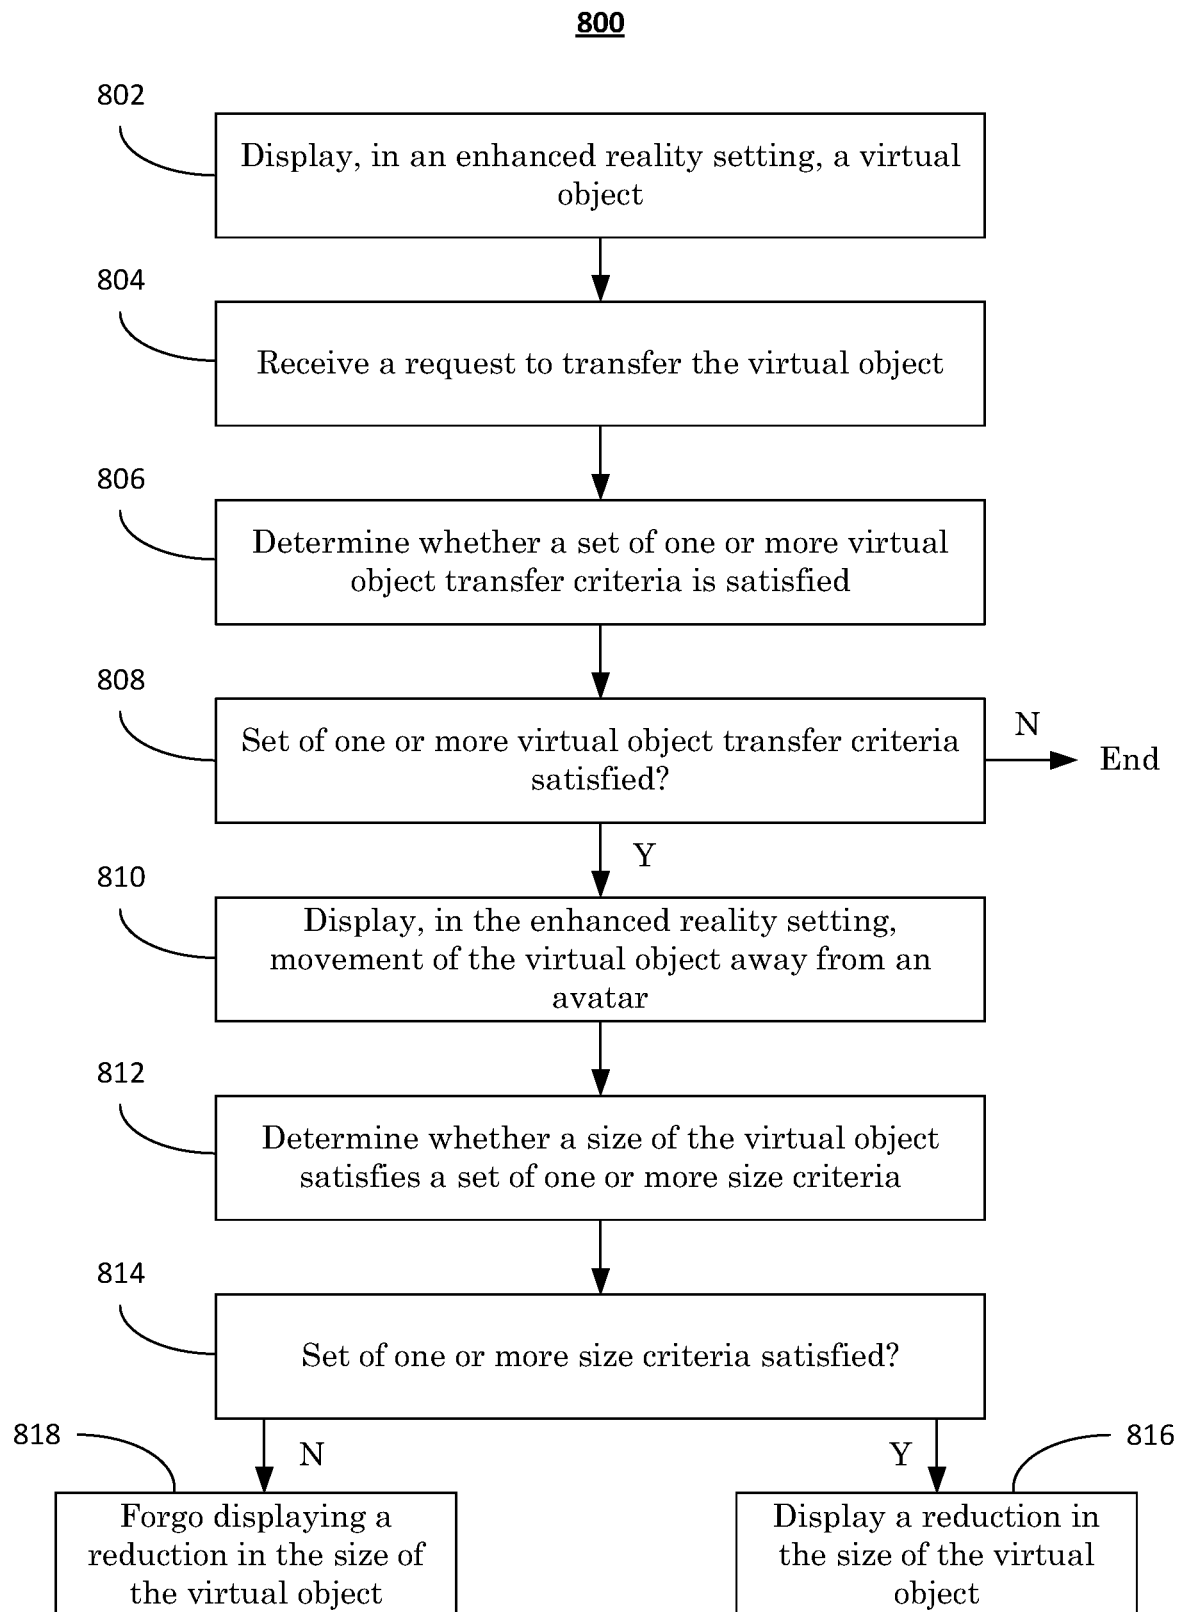 800
802
Display, in an enhanced reality setting, a virtual
object
804
Receive a request to transfer the virtual object
806
Determine whether a set of one or more virtual
object transfer criteria is satisfied
808
Set of one or more virtual object transfer criteria
satisfied?
N
End
Y
810
Display, in the enhanced reality setting,
movement of the virtual object away from an
avatar
812
Determine whether a size of the virtual object
satisfies a set of one or more size criteria
814
Set of one or more size criteria satisfied?
818
N
Y
816
Forgo displaying a
reduction in the size of
the virtual object
Display a reduction in
the size of the virtual
object